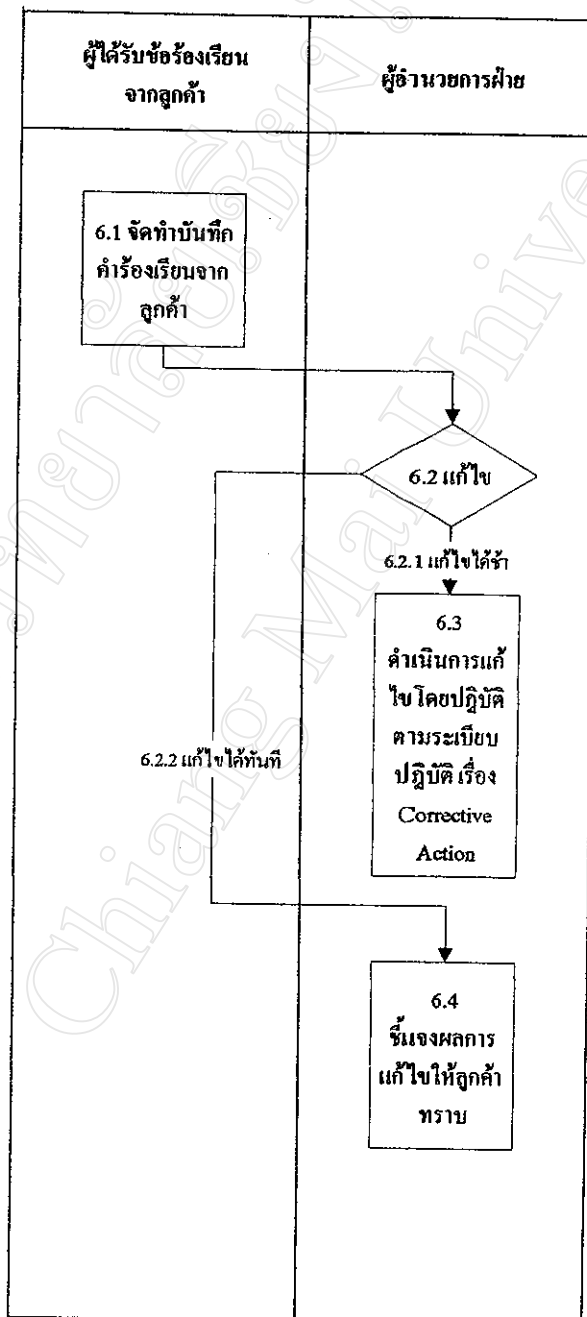 ผู้ได้รับข้อร้องเรียน
จากลูกค้า
ผู้อำนวยการฝ่าย
6.1 จัดทำบันทึก
คำร้องเรียนจาก
ลูกค้า
6.2 แก้ไข
6.2.1 แก้ไขได้ช้า
6.3
ดำเนินการแก้
ไข โดยปฏิบัติ
ตามระเบียบ
ปฏิบัติ เรื่อง
Corrective
Action
6.2.2 แก้ไขได้ทันที
6.4
ชี้แจงผลการ
แก้ไขให้ลูกค้า
ทราบ
Chiang Mai Unive